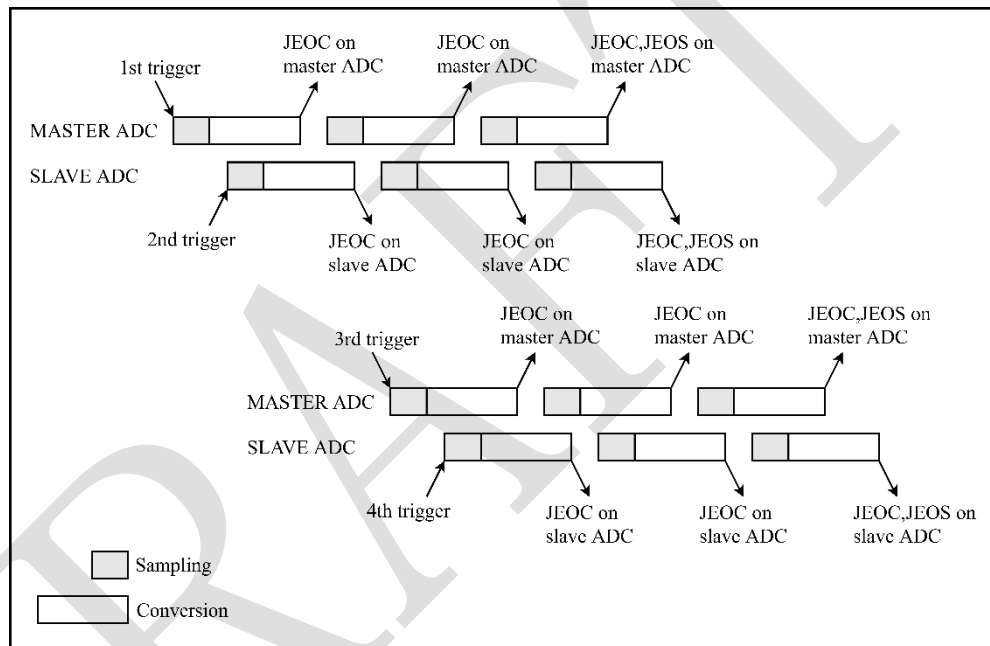 JEOC on
master ADC
JEOC on
master ADC
JEOC,JEOS on
master ADC
1st trigger
MASTER ADC
SLAVE ADC
2nd trigger
JEOC on
slave ADC
JEOC on
slave ADC
JEOC,JEOS on
slave ADC
JEOC on
master ADC
JEOC on
master ADC
JEOC,JEOS on
master ADC
3rd trigger
MASTER ADC
SLAVE ADC
4th trigger
JEOC on
slave ADC
JEOC on
slave ADC
JEOC,JEOS on
slave ADC
Sampling
Conversion